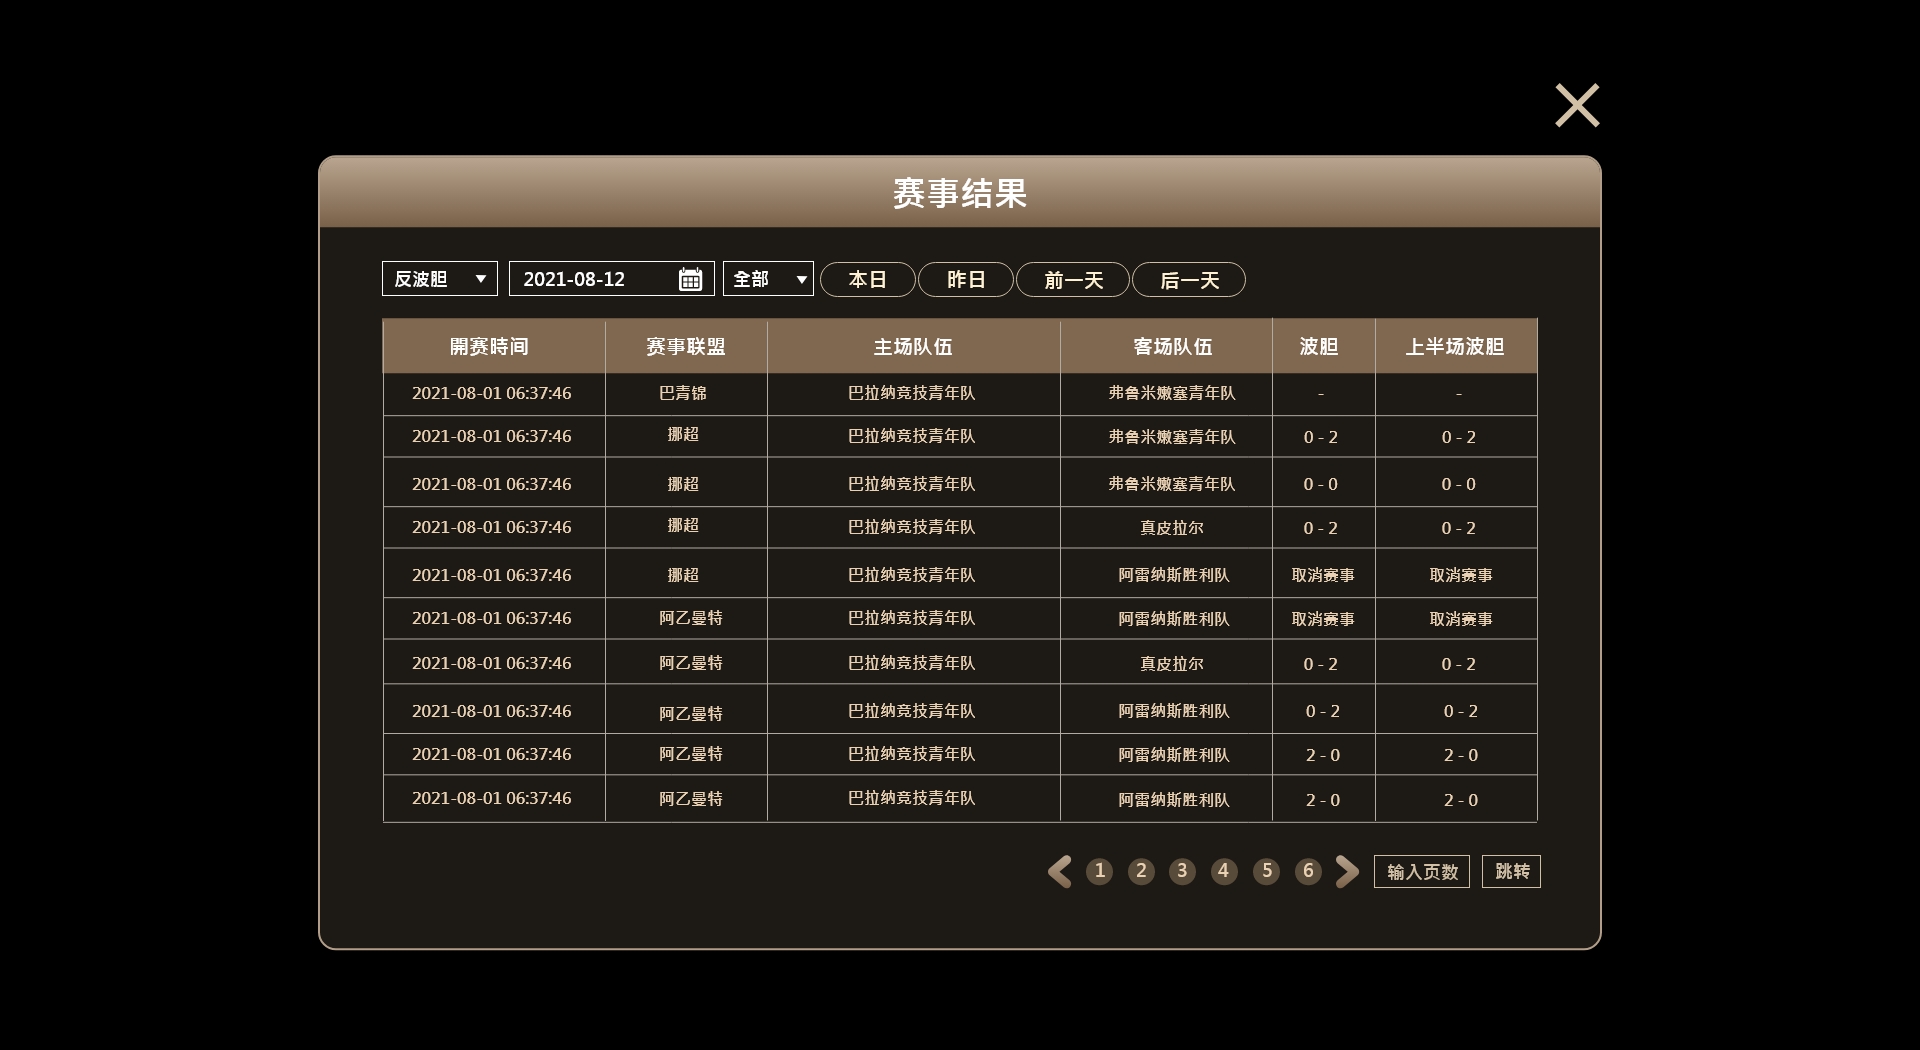 赛事结果
反波胆 2021-08-12 全部 本日 昨日 前一天 后一天
開赛時间 赛事联盟 主场队伍 客场队伍 波胆 上半场波胆
2021-08-01 06:37:46 巴青锦 巴拉纳竞技青年队 弗鲁米嫩塞青年队 - -
2021-08-01 06:37:46 挪超 巴拉纳竞技青年队 弗鲁米嫩塞青年队 0 - 2 0 - 2
2021-08-01 06:37:46 挪超 巴拉纳竞技青年队 弗鲁米嫩塞青年队 0 - 0 0 - 0
2021-08-01 06:37:46 挪超 巴拉纳竞技青年队 真皮拉尔 0 - 2 0 - 2
2021-08-01 06:37:46 挪超 巴拉纳竞技青年队 阿雷纳斯胜利队 取消赛事 取消赛事
2021-08-01 06:37:46 阿乙曼特 巴拉纳竞技青年队 阿雷纳斯胜利队 取消赛事 取消赛事
2021-08-01 06:37:46 阿乙曼特 巴拉纳竞技青年队 真皮拉尔 0 - 2 0 - 2
2021-08-01 06:37:46 阿乙曼特 巴拉纳竞技青年队 阿雷纳斯胜利队 0 - 2 0 - 2
2021-08-01 06:37:46 阿乙曼特 巴拉纳竞技青年队 阿雷纳斯胜利队 2 - 0 2 - 0
2021-08-01 06:37:46 阿乙曼特 巴拉纳竞技青年队 阿雷纳斯胜利队 2 - 0 2 - 0
1 2 3 4 5 6 输入页数 跳转